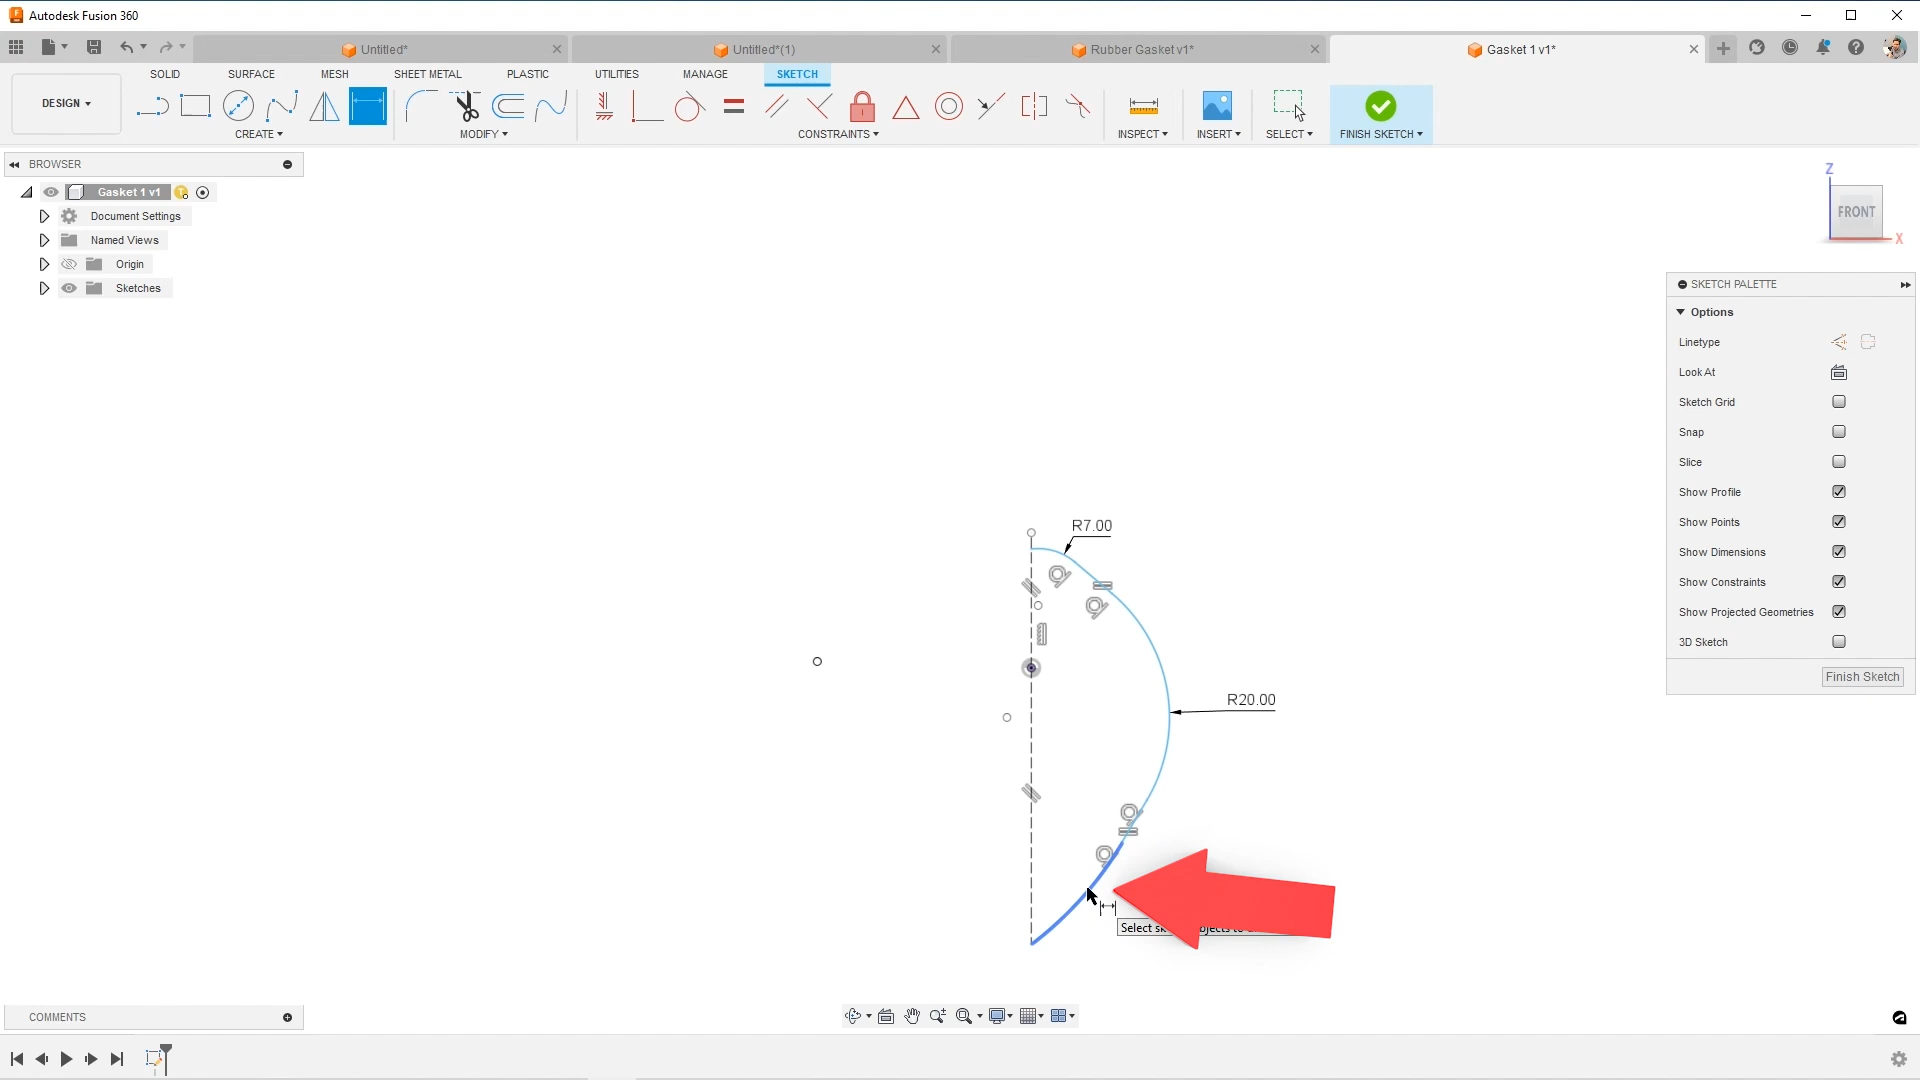 Autodesk Fusion 360
Untitled*
Untitled*(1)
Rubber Gasket v1*
Gasket 1 v1*
SOLID
SURFACE
MESH
SHEET METAL
PLASTIC
UTILITIES
MANAGE
SKETCH
DESIGN
CREATE
MODIFY
CONSTRAINTS
INSPECT
INSERT
SELECT
FINISH SKETCH
BROWSER
Gasket 1 v1
Document Settings
Named Views
Origin
Sketches
Z
FRONT
X
SKETCH PALETTE
Options
Linetype
Look At
Sketch Grid
Snap
Slice
Show Profile
Show Points
Show Dimensions
Show Constraints
Show Projected Geometries
3D Sketch
Finish Sketch
R7.00
R20.00
Select
COMMENTS